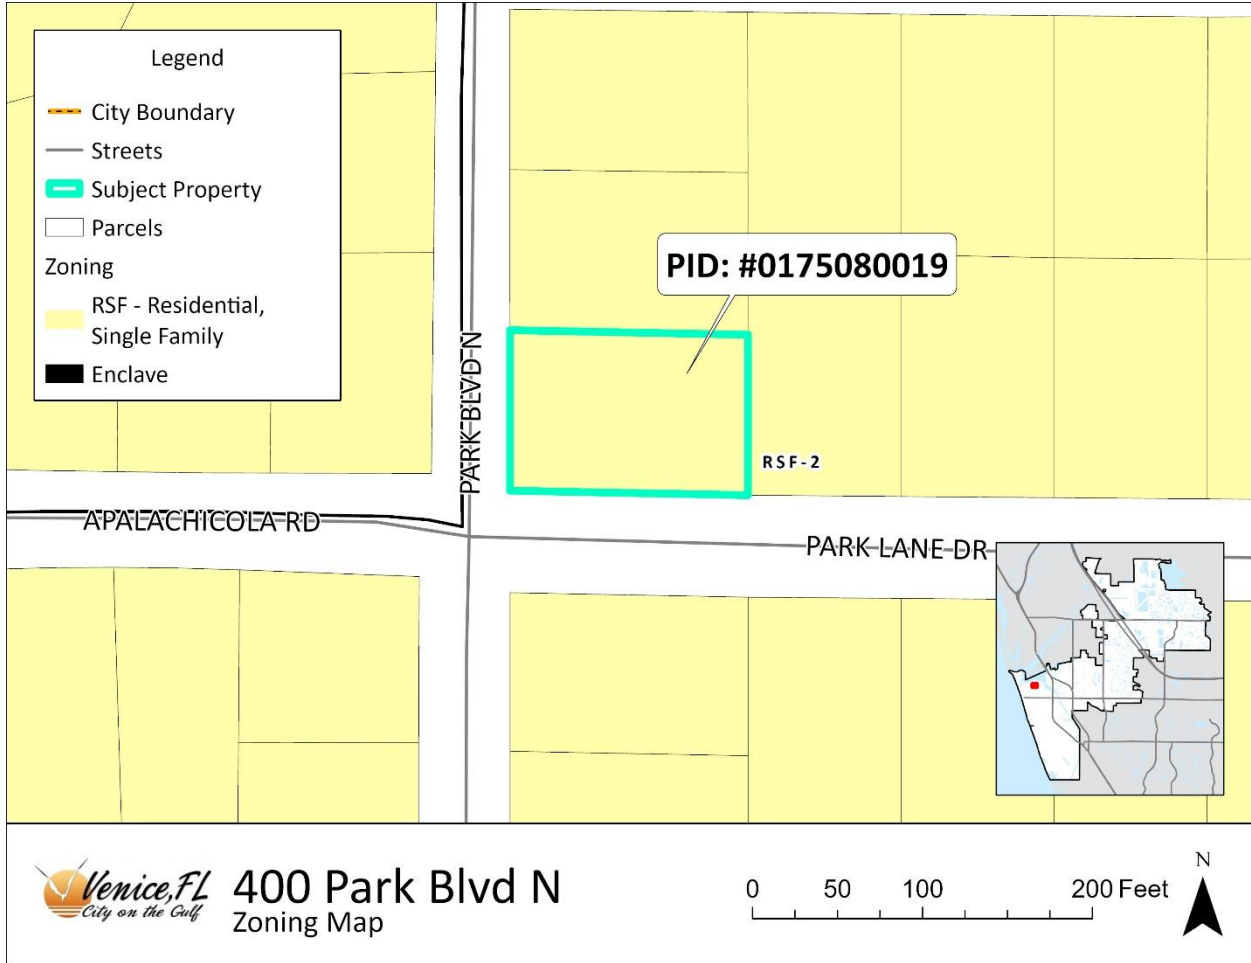 Legend
City Boundary
Streets
Subject Property
Parcels
Zoning
RSF - Residential,
Single Family
Enclave
PID: #0175080019
PARK BLVD N
RSF-2
APALACHICOLA RD
PARK LANE DR
Venice, FL
City on the Gulf
400 Park Blvd N
Zoning Map
0 50 100 200 Feet
N